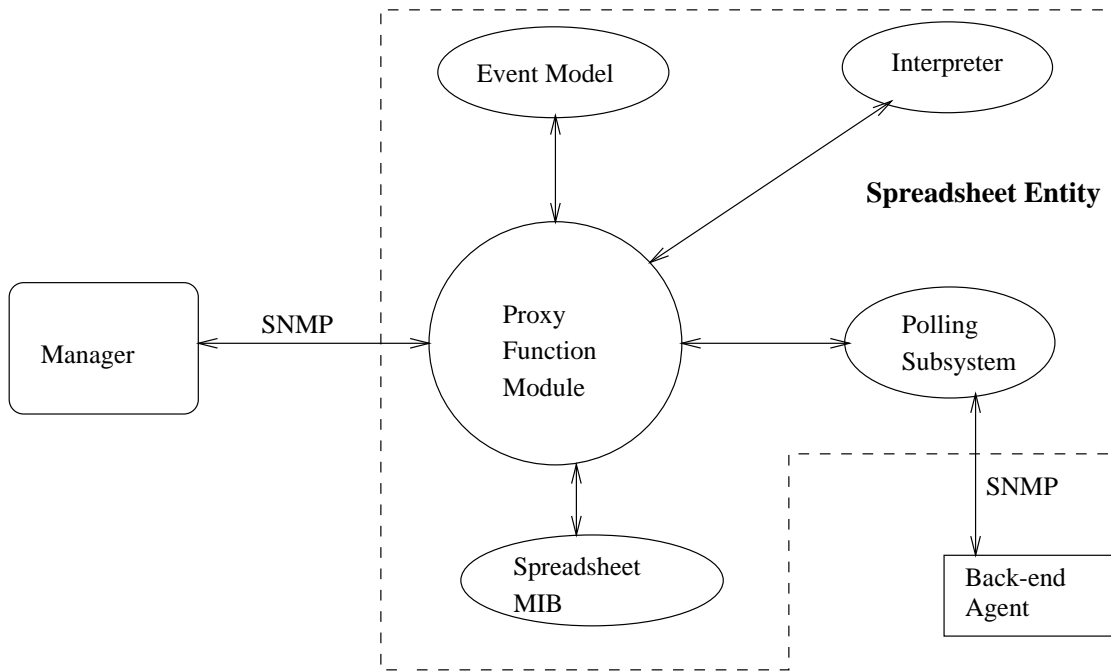 Event Model
Interpreter
Spreadsheet Entity
Manager
SNMP
Proxy
Function
Module
Polling
Subsystem
SNMP
Spreadsheet
MIB
Back-end
Agent